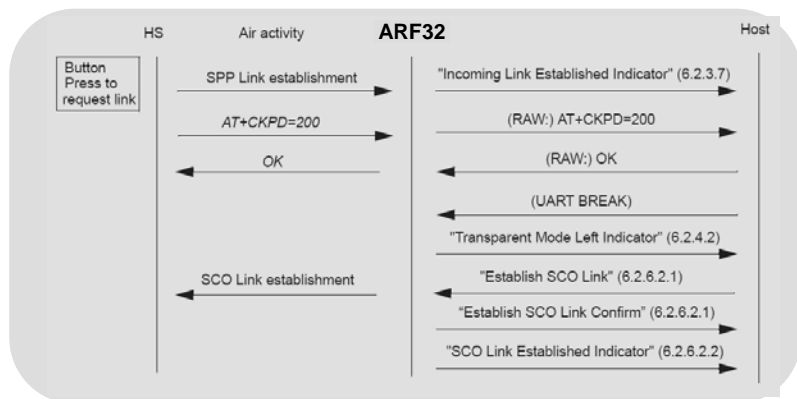 HS Air activity ARF32 Host
Button
Press to
request link
SPP Link establishment "Incoming Link Established Indicator" (6.2.3.7)
AT+CKPD=200 (RAW:) AT+CKPD=200
OK (RAW:) OK
(UART BREAK)
"Transparent Mode Left Indicator" (6.2.4.2)
SCO Link establishment "Establish SCO Link" (6.2.6.2.1)
"Establish SCO Link Confirm" (6.2.6.2.1)
"SCO Link Established Indicator" (6.2.6.2.2)